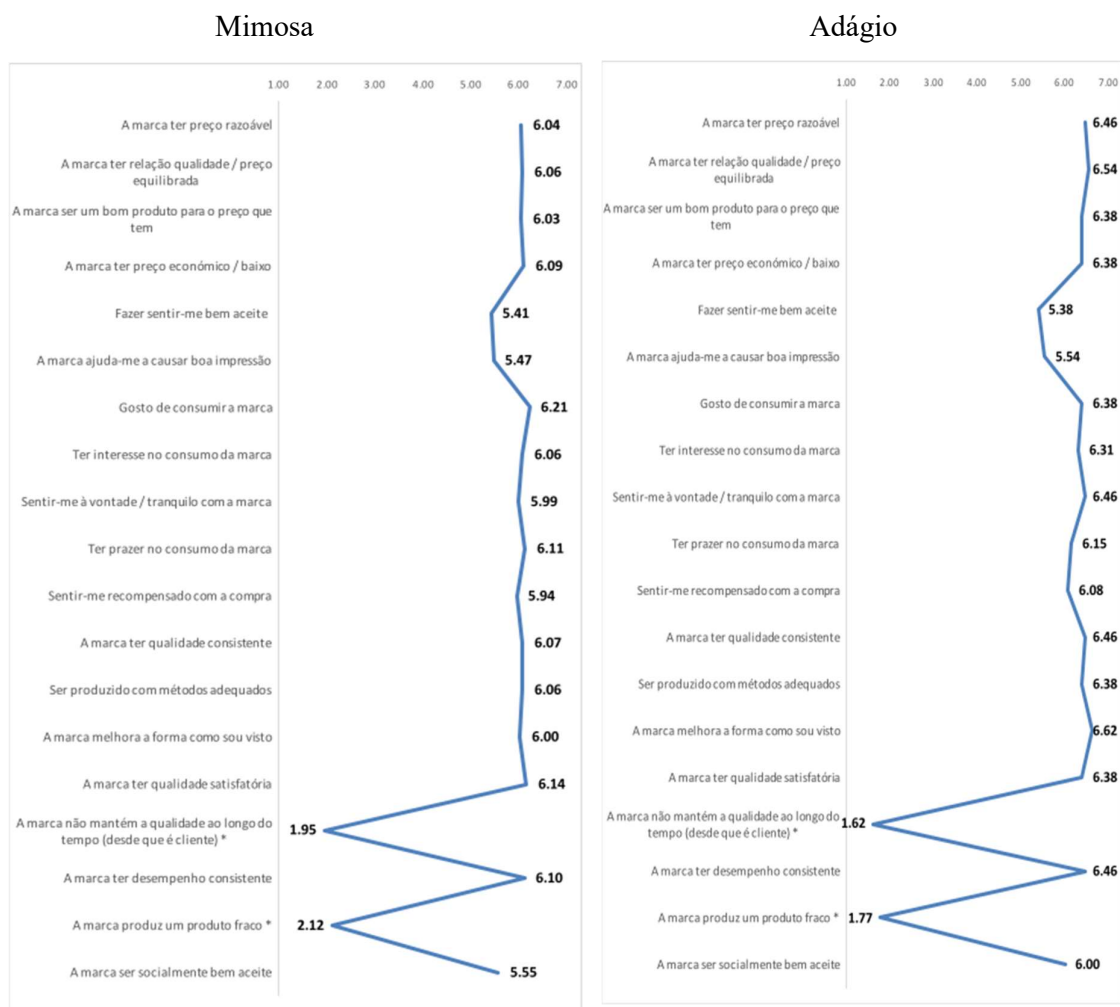 Mimosa
1.00 2.00 3.00 4.00 5.00 6.00 7.00
A marca ter preço razoável 6.04
A marca ter relação qualidade / preço
equilibrada 6.06
A marca ser um bom produto para o preço que
tem 6.03
A marca ter preço económico / baixo 6.09
Fazer sentir-me bem aceite 5.41
A marca ajuda-me a causar boa impressão 5.47
Gosto de consumir a marca 6.21
Ter interesse no consumo da marca 6.06
Sentir-me à vontade / tranquilo com a marca 5.99
Ter prazer no consumo da marca 6.11
Sentir-me recompensado com a compra 5.94
A marca ter qualidade consistente 6.07
Ser produzido com métodos adequados 6.06
A marca melhora a forma como sou visto 6.00
A marca ter qualidade satisfatória 6.14
A marca não mantém a qualidade ao longo do
tempo (desde que é cliente) * 1.95
A marca ter desempenho consistente 6.10
A marca produz um produto fraco * 2.12
A marca ser socialmente bem aceite 5.55
Adágio
1.00 2.00 3.00 4.00 5.00 6.00 7.00
A marca ter preço razoável 6.46
A marca ter relação qualidade / preço
equilibrada 6.54
A marca ser um bom produto para o preço que
tem 6.38
A marca ter preço económico / baixo 6.38
Fazer sentir-me bem aceite 5.38
A marca ajuda-me a causar boa impressão 5.54
Gosto de consumir a marca 6.38
Ter interesse no consumo da marca 6.31
Sentir-me à vontade / tranquilo com a marca 6.46
Ter prazer no consumo da marca 6.15
Sentir-me recompensado com a compra 6.08
A marca ter qualidade consistente 6.46
Ser produzido com métodos adequados 6.38
A marca melhora a forma como sou visto 6.62
A marca ter qualidade satisfatória 6.38
A marca não mantém a qualidade ao longo do
tempo (desde que é cliente) * 1.62
A marca ter desempenho consistente 6.46
A marca produz um produto fraco * 1.77
A marca ser socialmente bem aceite 6.00